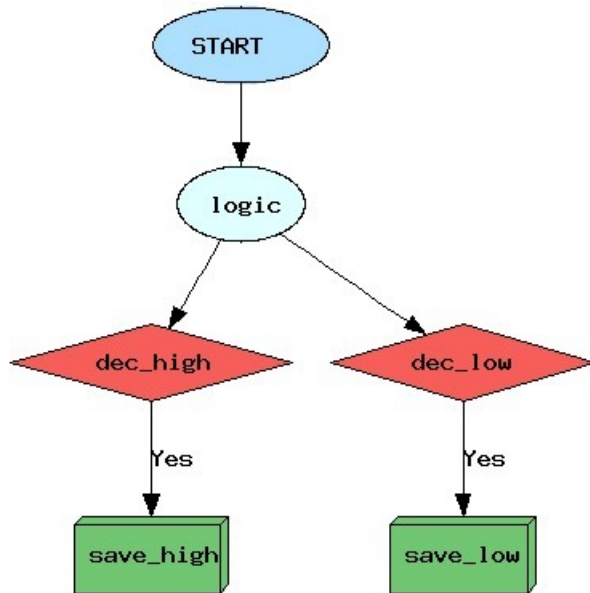 START
logic
dec_high
dec_low
Yes
Yes
save_high
save_low